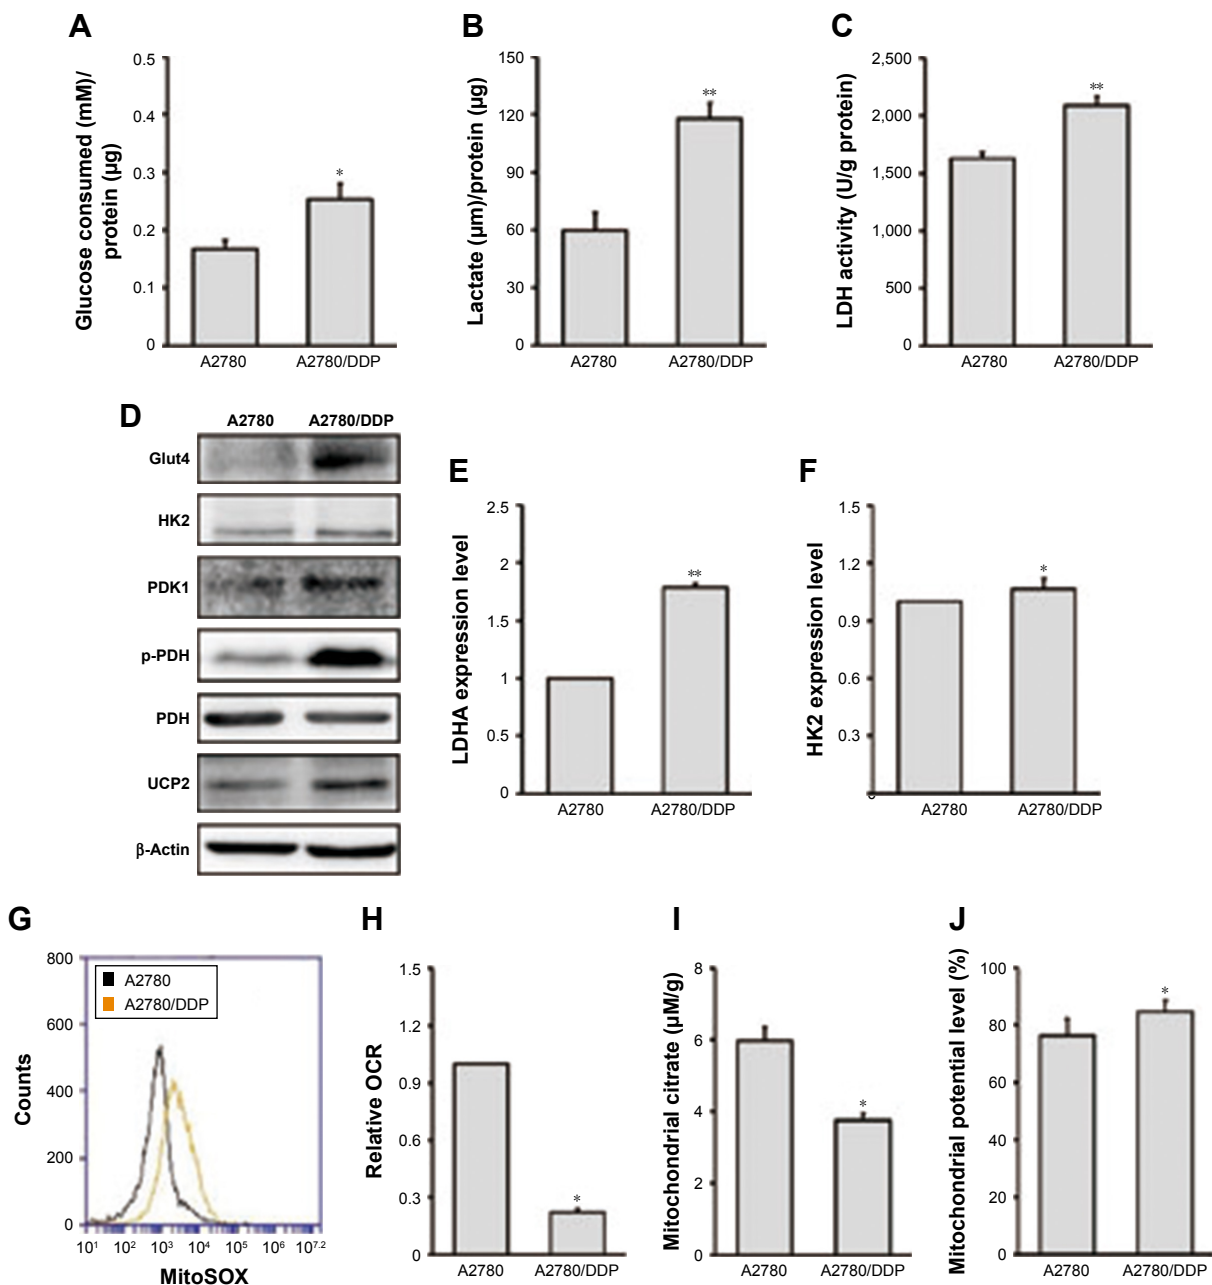 A
Glucose consumed (mM)/
protein (μg)
0.5
0.4
0.3
0.2
0.1
0
*
A2780
A2780/DDP
B
Lactate (μm)/protein (μg)
150
120
90
60
30
0
**
A2780
A2780/DDP
C
LDH activity (U/g protein)
2,500
2,000
1,500
1,000
500
0
**
A2780
A2780/DDP
D
A2780
A2780/DDP
Glut4
HK2
PDK1
p-PDH
PDH
UCP2
β-Actin
E
LDHA expression level
2.5
2
1.5
1
0.5
0
**
A2780
A2780/DDP
F
HK2 expression level
1.5
1.2
0.9
0.6
0.3
*
A2780
A2780/DDP
G
Counts
800
600
400
200
0
A2780
A2780/DDP
10¹ 10² 10³ 10⁴ 10⁵ 10⁶ 10⁷·²
MitoSOX
H
Relative OCR
1.5
1.2
0.9
0.6
0.3
0
*
A2780
A2780/DDP
I
Mitochondrial citrate (μM/g)
8
6
4
2
0
*
A2780
A2780/DDP
J
Mitochondrial potential level (%)
100
80
60
40
20
0
*
A2780
A2780/DDP